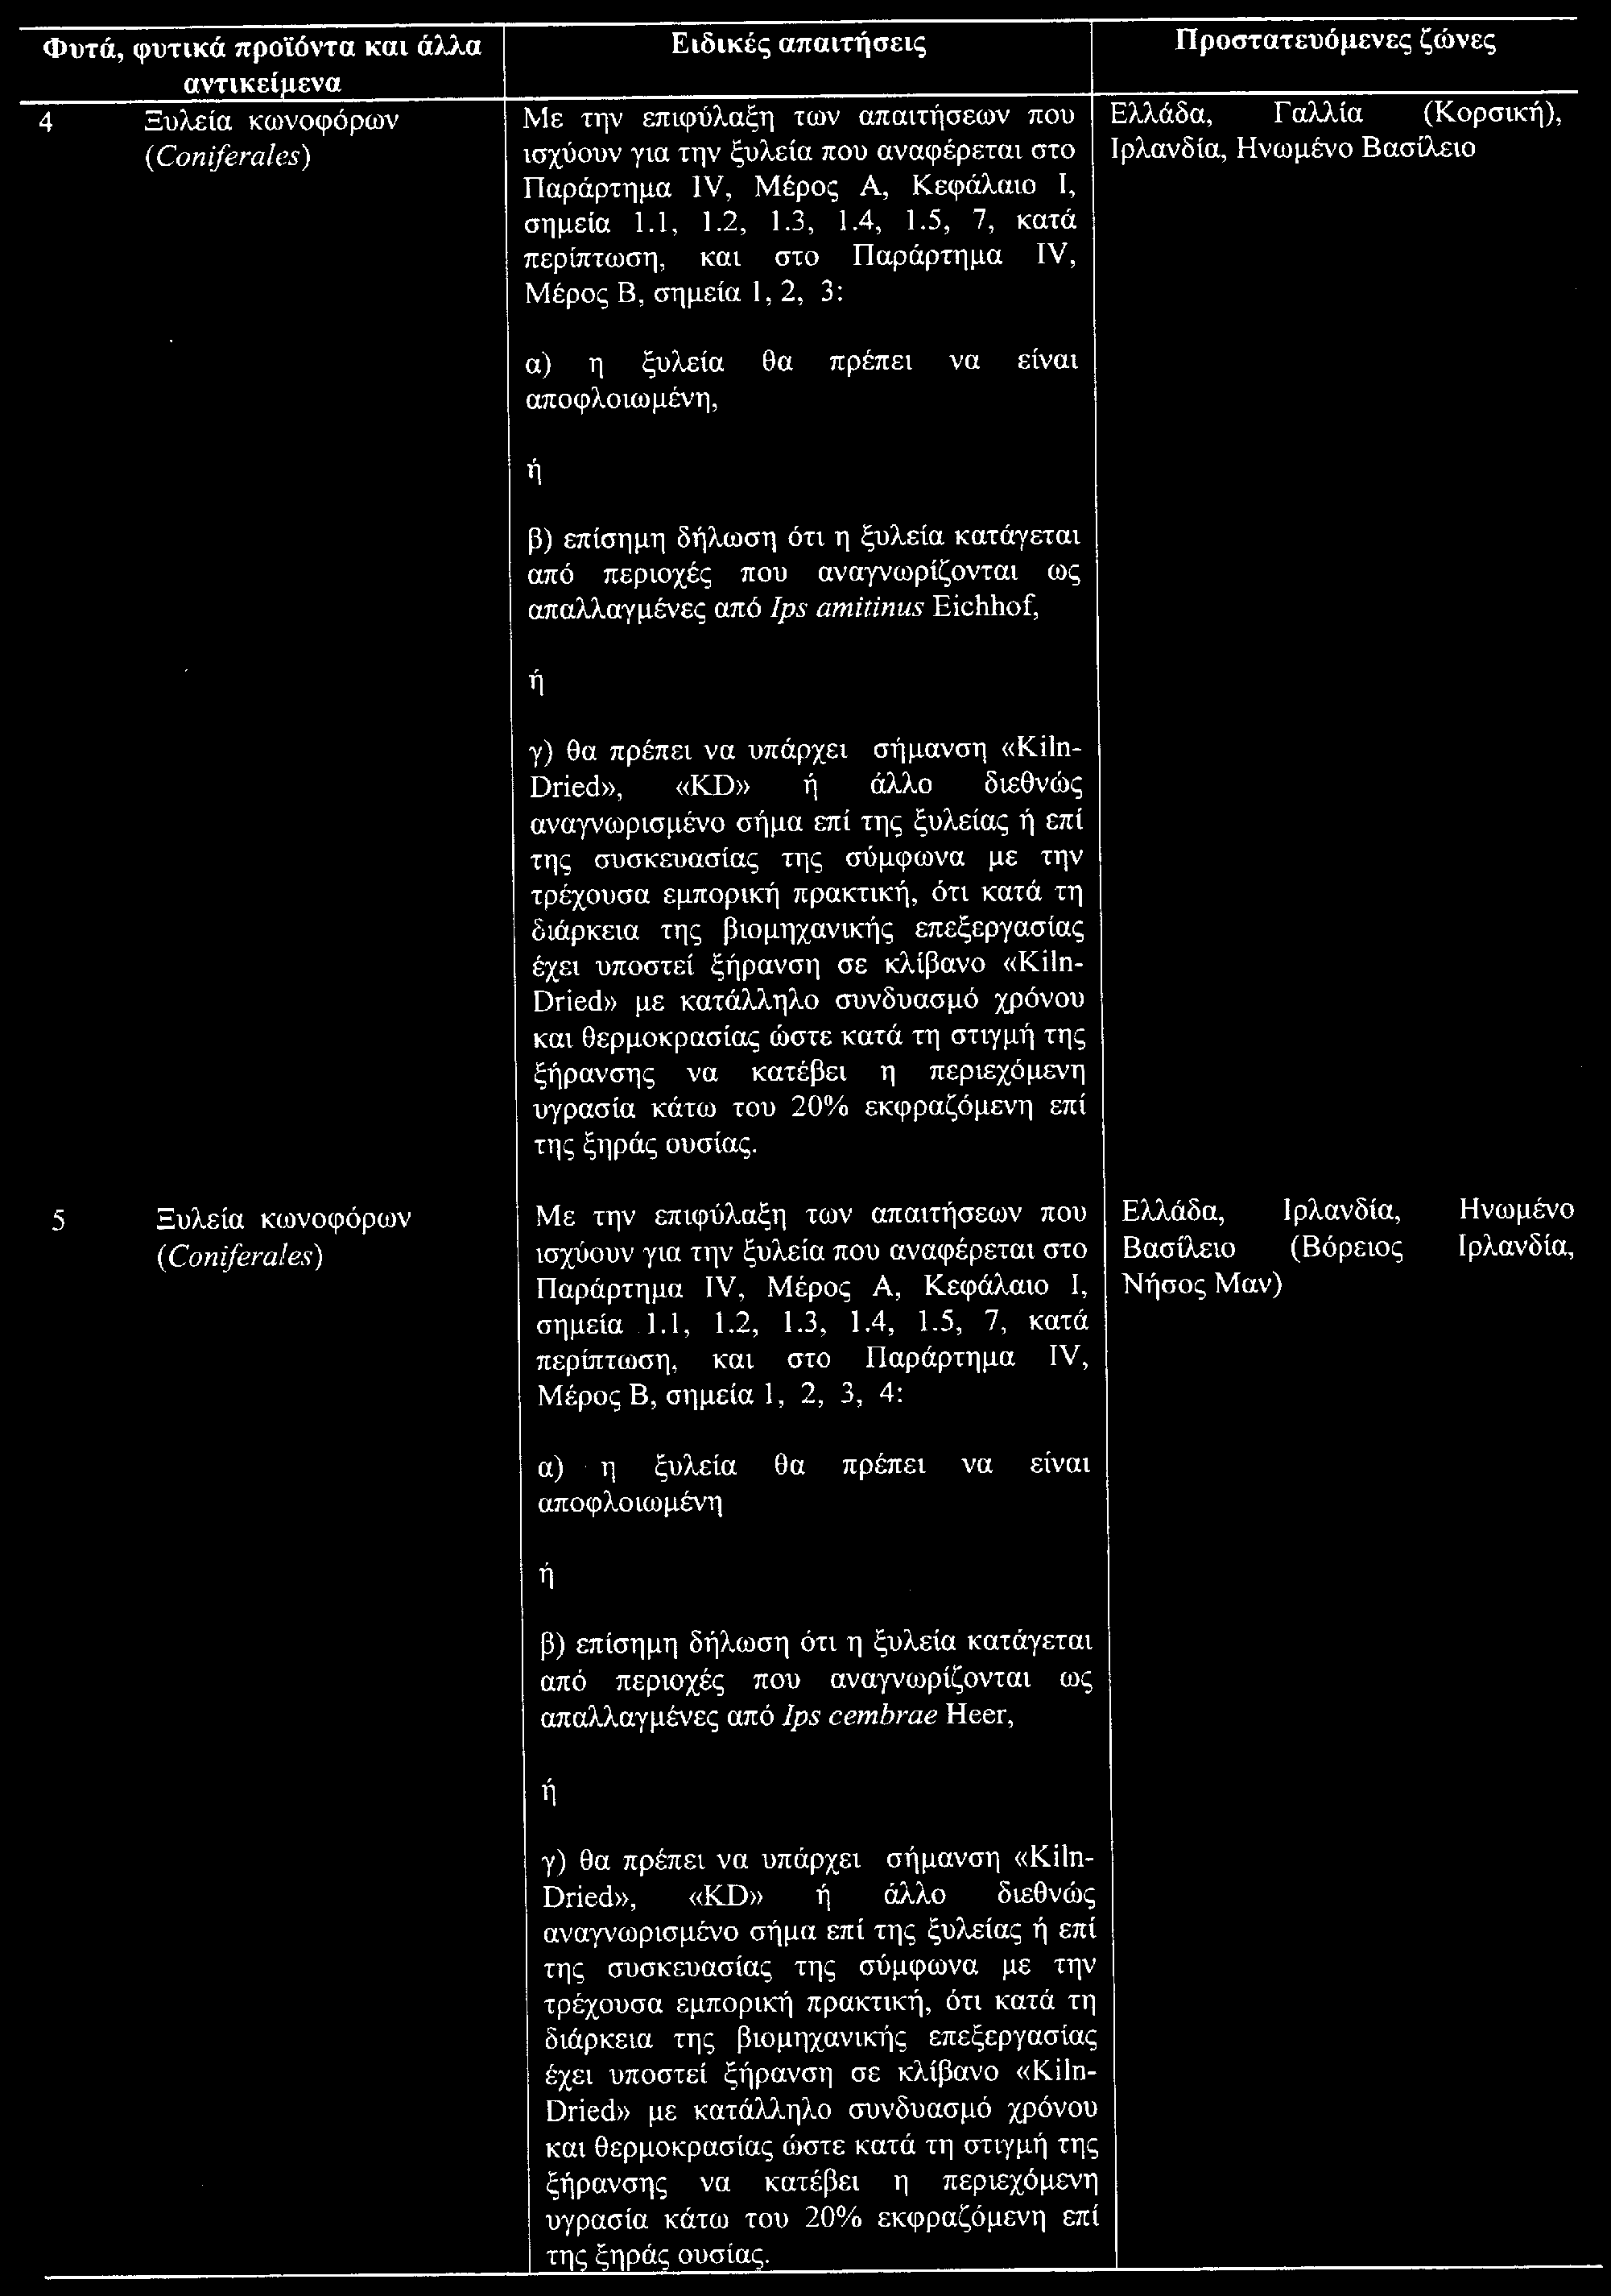 Φυτά, φυτικά προϊόντα και άλλα
αντικείμενα
Ειδικές απαιτήσεις
Προστατευόμενες ζώνες
4 Ξυλεία κωνοφόρων
(Coniferales)
Με την επιφύλαξη των απαιτήσεων που
ισχύουν για την ξυλεία που αναφέρεται στο
Παράρτημα IV, Μέρος Α, Κεφάλαιο Ι,
σημεία 1.1, 1.2, 1.3, 1.4, 1.5, 7, κατά
περίπτωση, και στο Παράρτημα IV,
Μέρος Β, σημεία 1, 2, 3:
α) η ξυλεία θα πρέπει να είναι
αποφλοιωμένη,
ή
β) επίσημη δήλωση ότι η ξυλεία κατάγεται
από περιοχές που αναγνωρίζονται ως
απαλλαγμένες από Ips amitinus Eichhof,
ή
γ) θα πρέπει να υπάρχει σήμανση «Kiln-
Dried», «KD» ή άλλο διεθνώς
αναγνωρισμένο σήμα επί της ξυλείας ή επί
της συσκευασίας της σύμφωνα με την
τρέχουσα εμπορική πρακτική, ότι κατά τη
διάρκεια της βιομηχανικής επεξεργασίας
έχει υποστεί ξήρανση σε κλίβανο «Kiln-
Dried» με κατάλληλο συνδυασμό χρόνου
και θερμοκρασίας ώστε κατά τη στιγμή της
ξήρανσης να κατέβει η περιεχόμενη
υγρασία κάτω του 20% εκφραζόμενη επί
της ξηράς ουσίας.
Ελλάδα, Γαλλία (Κορσική),
Ιρλανδία, Ηνωμένο Βασίλειο
5 Ξυλεία κωνοφόρων
(Coniferales)
Με την επιφύλαξη των απαιτήσεων που
ισχύουν για την ξυλεία που αναφέρεται στο
Παράρτημα IV, Μέρος Α, Κεφάλαιο Ι,
σημεία 1.1, 1.2, 1.3, 1.4, 1.5, 7, κατά
περίπτωση, και στο Παράρτημα IV,
Μέρος Β, σημεία 1, 2, 3, 4:
α) η ξυλεία θα πρέπει να είναι
αποφλοιωμένη
ή
β) επίσημη δήλωση ότι η ξυλεία κατάγεται
από περιοχές που αναγνωρίζονται ως
απαλλαγμένες από Ips cembrae Heer,
ή
γ) θα πρέπει να υπάρχει σήμανση «Kiln-
Dried», «KD» ή άλλο διεθνώς
αναγνωρισμένο σήμα επί της ξυλείας ή επί
της συσκευασίας της σύμφωνα με την
τρέχουσα εμπορική πρακτική, ότι κατά τη
διάρκεια της βιομηχανικής επεξεργασίας
έχει υποστεί ξήρανση σε κλίβανο «Kiln-
Dried» με κατάλληλο συνδυασμό χρόνου
και θερμοκρασίας ώστε κατά τη στιγμή της
ξήρανσης να κατέβει η περιεχόμενη
υγρασία κάτω του 20% εκφραζόμενη επί
της ξηράς ουσίας.
Ελλάδα, Ιρλανδία, Ηνωμένο
Βασίλειο (Βόρειος Ιρλανδία,
Νήσος Μαν)